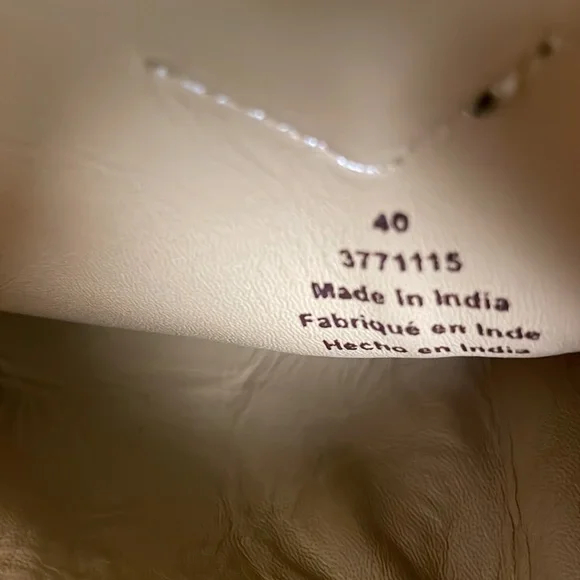 40
3771115
Made in India
Fabriqué en Inde
Hecho en India